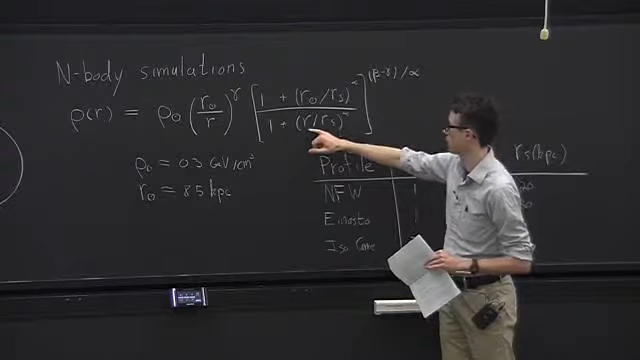 N-body simulations
ρ(r) = ρ₀ (r₀/r)^γ [1 + (r₀/rₛ)^α / 1 + (r/rₛ)^α]^((β-γ)/α)
ρ₀ = 0.3 GeV/cm³
r₀ = 8.5 kpc
Profile rₛ(kpc)
NFW 20
Einasto
Iso Core